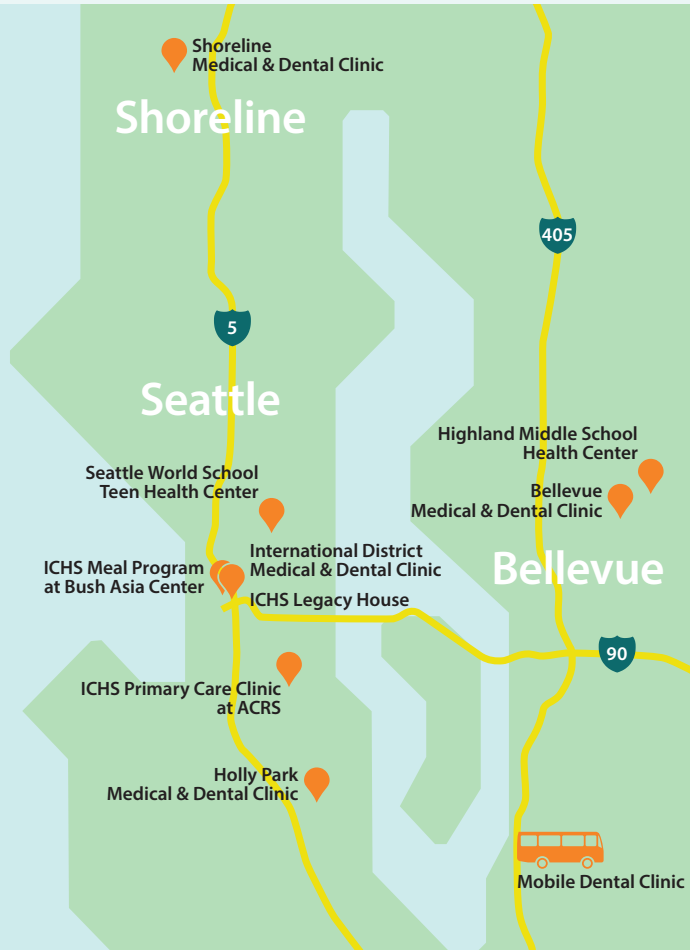 Shoreline
Medical & Dental Clinic
Shoreline
405
5
Seattle
Highland Middle School
Health Center
Seattle World School
Teen Health Center
Bellevue
Medical & Dental Clinic
International District
Medical & Dental Clinic
ICHS Meal Program
at Bush Asia Center
Bellevue
ICHS Legacy House
90
ICHS Primary Care Clinic
at ACRS
Holly Park
Medical & Dental Clinic
Mobile Dental Clinic